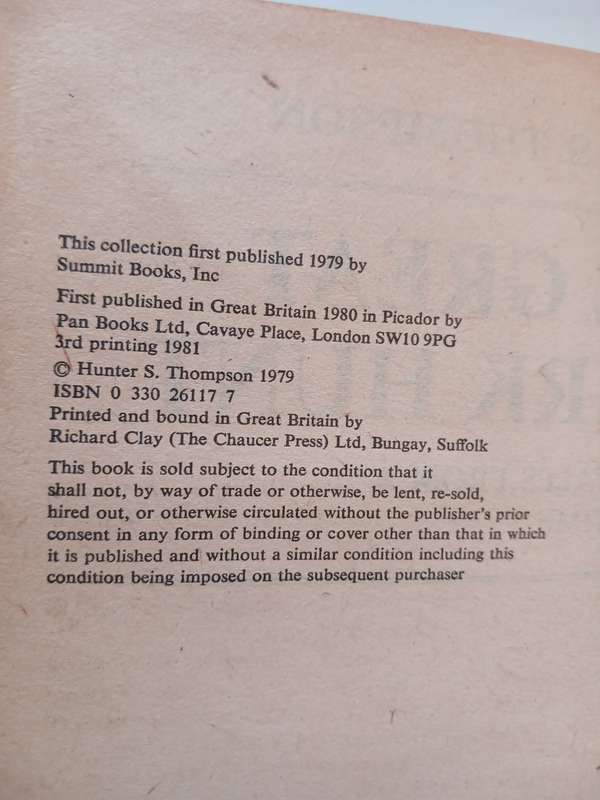 This collection first published 1979 by
Summit Books, Inc
First published in Great Britain 1980 in Picador by
Pan Books Ltd, Cavaye Place, London SW10 9PG
3rd printing 1981
© Hunter S. Thompson 1979
ISBN 0 330 26117 7
Printed and bound in Great Britain by
Richard Clay (The Chaucer Press) Ltd, Bungay, Suffolk
This book is sold subject to the condition that it
shall not, by way of trade or otherwise, be lent, re-sold,
hired out, or otherwise circulated without the publisher's prior
consent in any form of binding or cover other than that in which
it is published and without a similar condition including this
condition being imposed on the subsequent purchaser